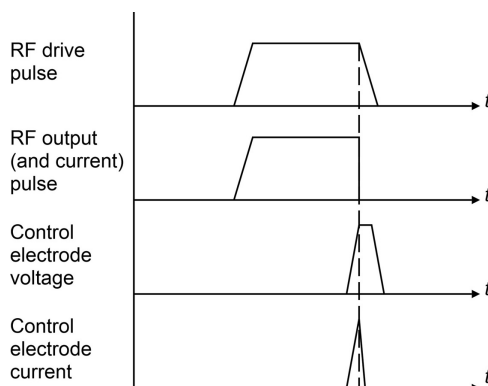 RF drive
pulse
t
RF output
(and current)
pulse
t
Control
electrode
voltage
t
Control
electrode
current
t